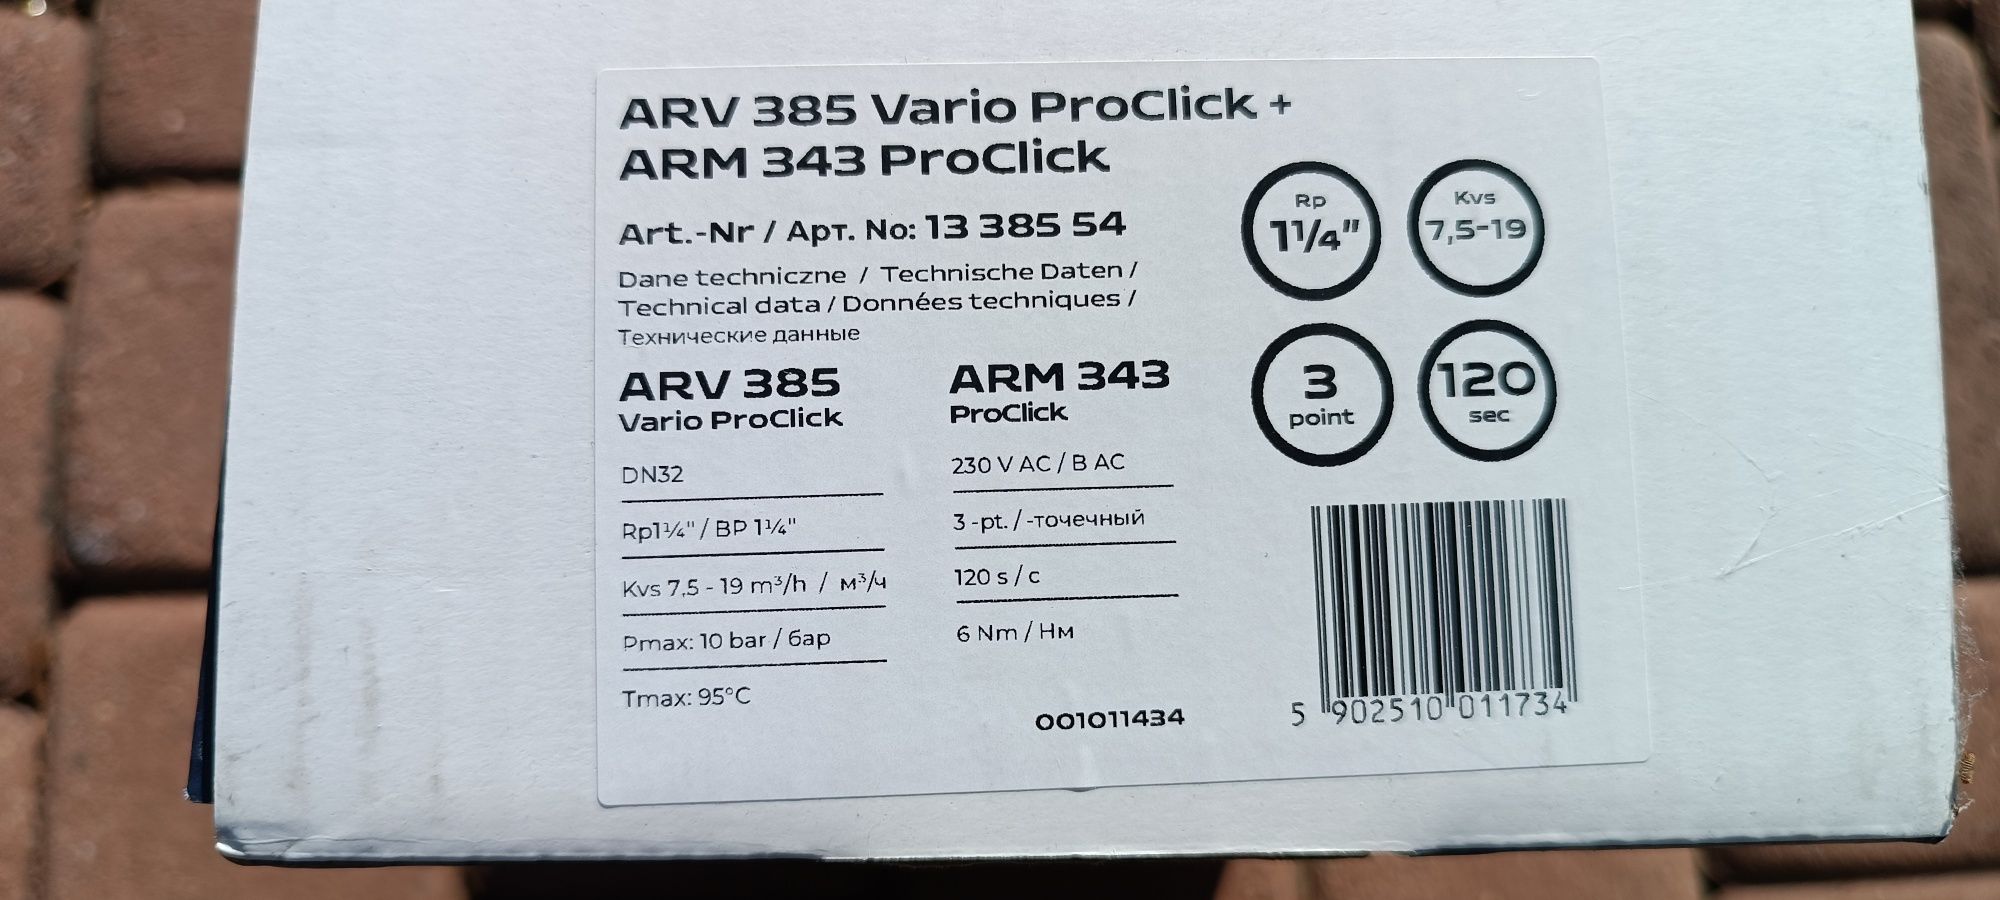 ARV 385 Vario ProClick +
ARM 343 ProClick
Art.-Nr / Арт. No: 13 385 54
Dane techniczne / Technische Daten /
Technical data / Données techniques /
Технические данные
Rp
1¹/₄"
Kvs
7,5-19
3
point
120
sec
ARV 385
Vario ProClick
DN32
Rp1¼" / ВР 1¼"
Kvs 7,5 - 19 m³/h / м³/ч
Pmax: 10 bar / бар
Tmax: 95°C
ARM 343
ProClick
230 V AC / В AC
3 -pt. / -точечный
120 s / с
6 Nm / Нм
001011434
5 902510 011734